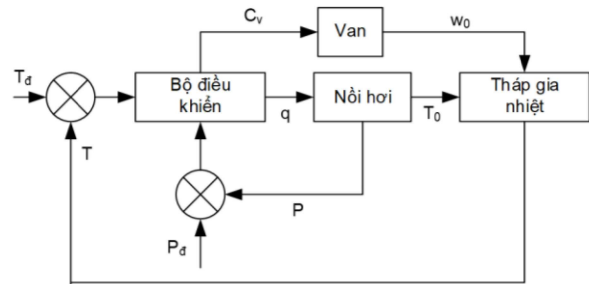 Cv
Van
w0
Tđ
Bộ điều
khiển
Nồi hơi
Tháp gia
nhiệt
q
T0
T
P
Pđ